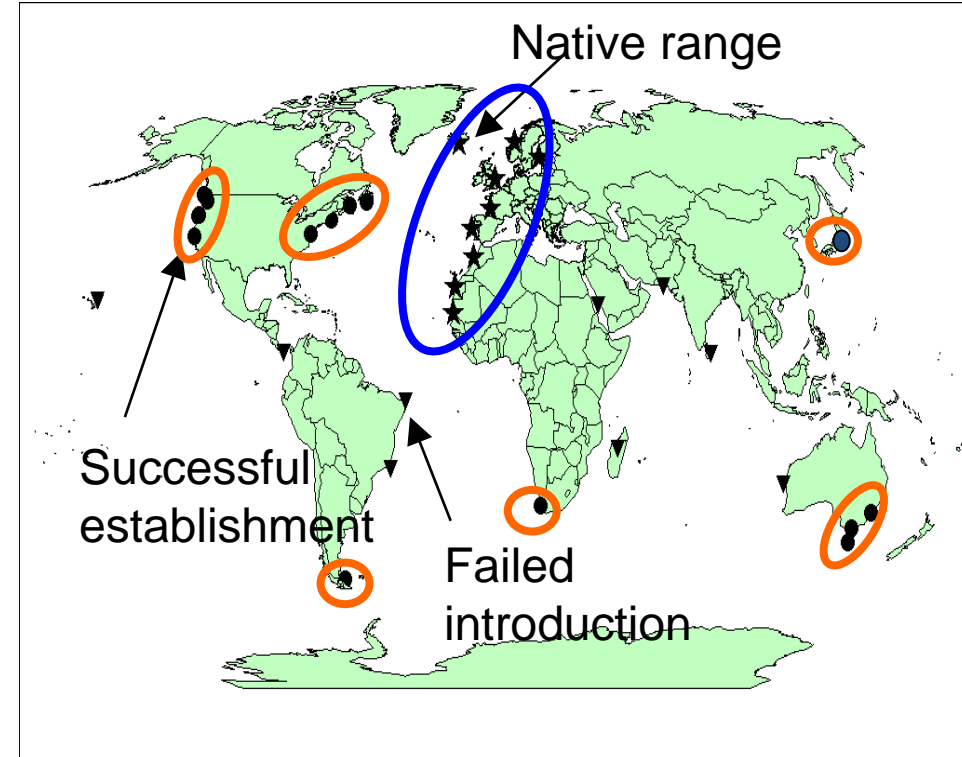 Native range
Successful
establishment
Failed
introduction